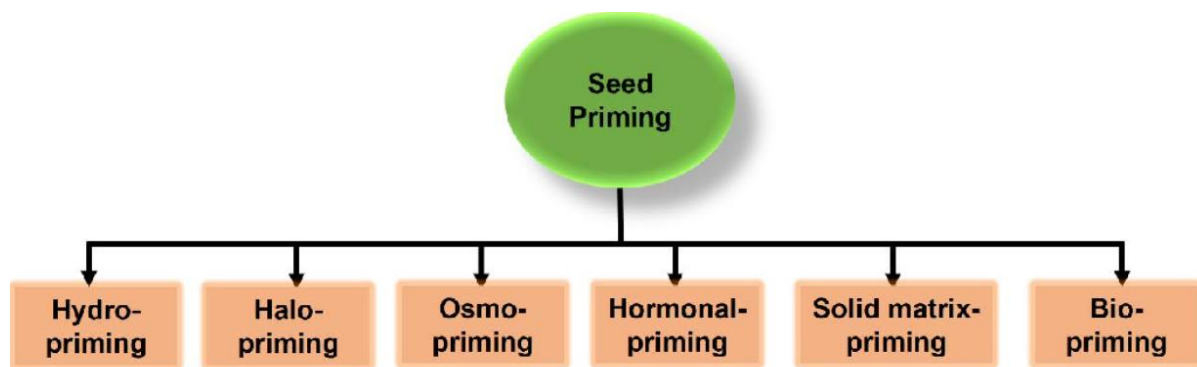 Seed
Priming
Hydro-
priming
Halo-
priming
Osmo-
priming
Hormonal-
priming
Solid matrix-
priming
Bio-
priming